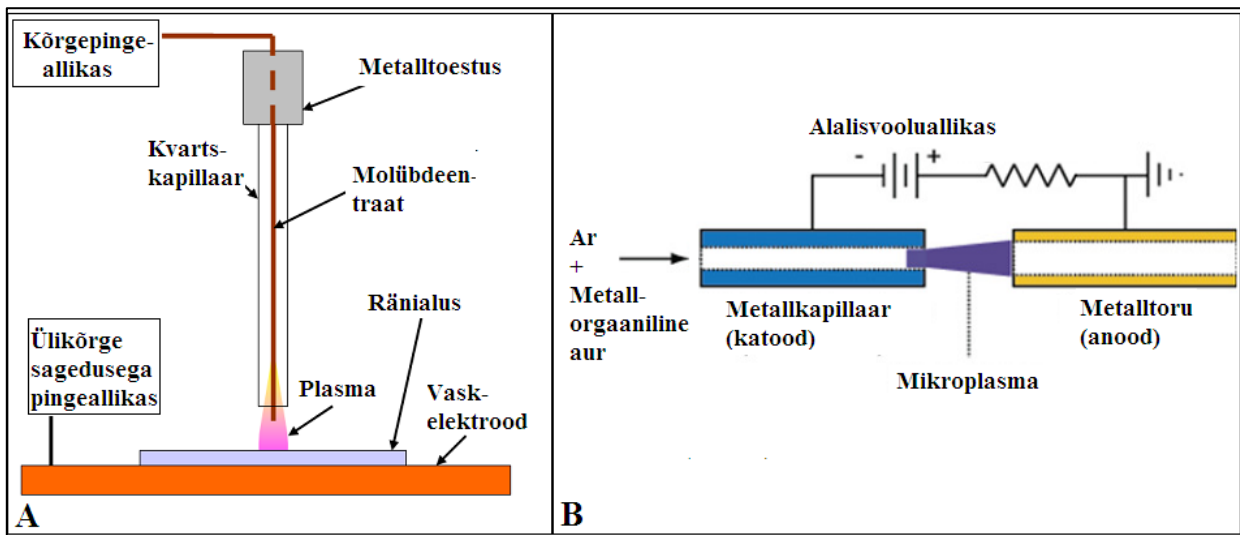 Kõrgepinge-
allikas
Metalltoestus
Kvarts-
kapillaar
Molübdeen-
traat
Ränialus
Ülikõrge
sagedusega
pingeallikas
Plasma
Vask-
elektrood
A
Alalisvooluallikas
- +
Ar
+
Metall-
orgaaniline
aur
Metallkapillaar
(katood)
Metalltoru
(anood)
Mikroplasma
B